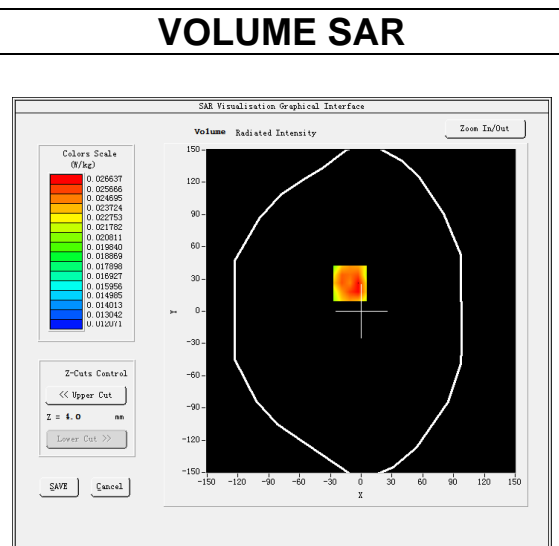 VOLUME SAR
SAR Visualisation Graphical Interface
Volume Radiated Intensity
Zoom In/Out
Colors Scale
(W/kg)
0.026637
0.025666
0.024695
0.023724
0.022753
0.021782
0.020811
0.019840
0.018869
0.017898
0.016927
0.015956
0.014985
0.014013
0.013042
0.012071
Z-Cuts Control
<< Upper Cut
Z = 4.0 mm
Lower Cut >>
SAVE
Cancel
150
120
90
60
30
0
-30
-60
-90
-120
-150
Y
-150 -120 -90 -60 -30 0 30 60 90 120 150
X